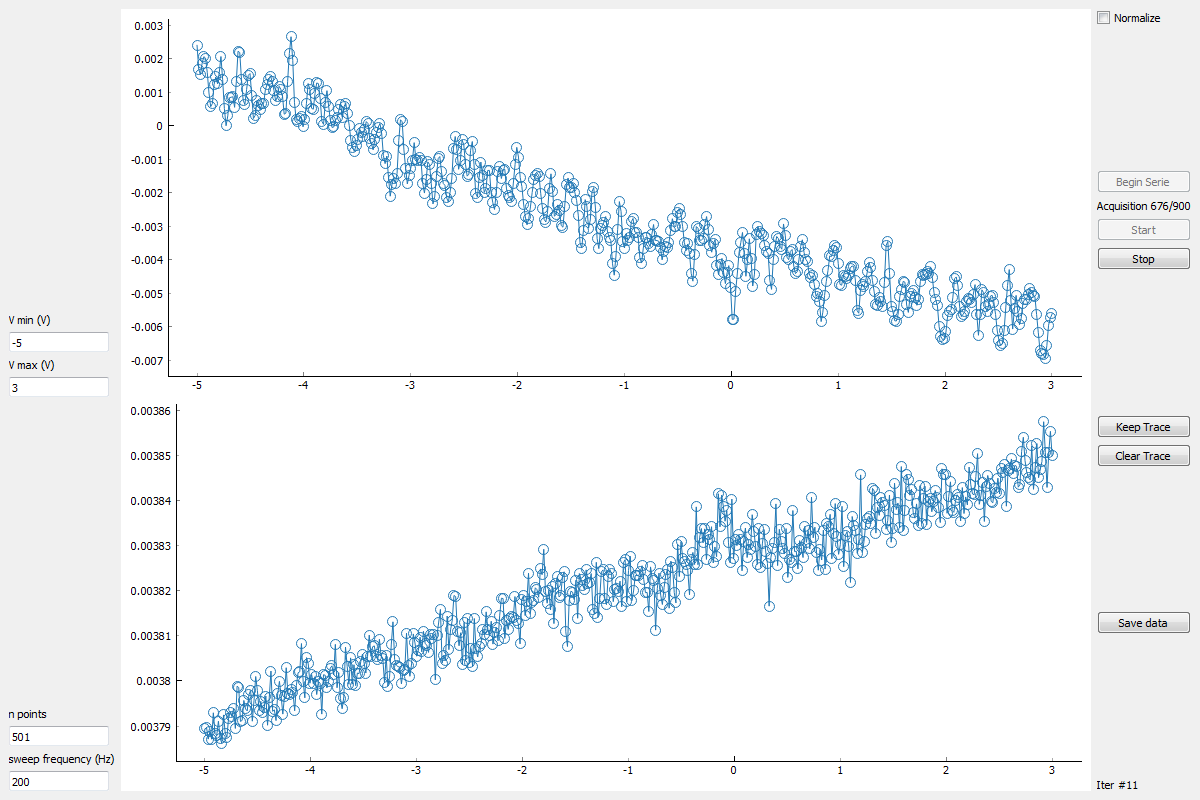 Normalize
0.003
0.002
0.001
0
-0.001
-0.002
-0.003
-0.004
-0.005
-0.006
-0.007
-5 -4 -3 -2 -1 0 1 2 3
Begin Serie
Acquisition 676/900
Start
Stop
V min (V)
-5
V max (V)
3
0.00386
0.00385
0.00384
0.00383
0.00382
0.00381
0.0038
0.00379
-5 -4 -3 -2 -1 0 1 2 3
Keep Trace
Clear Trace
Save data
n points
501
sweep frequency (Hz)
200
Iter #11